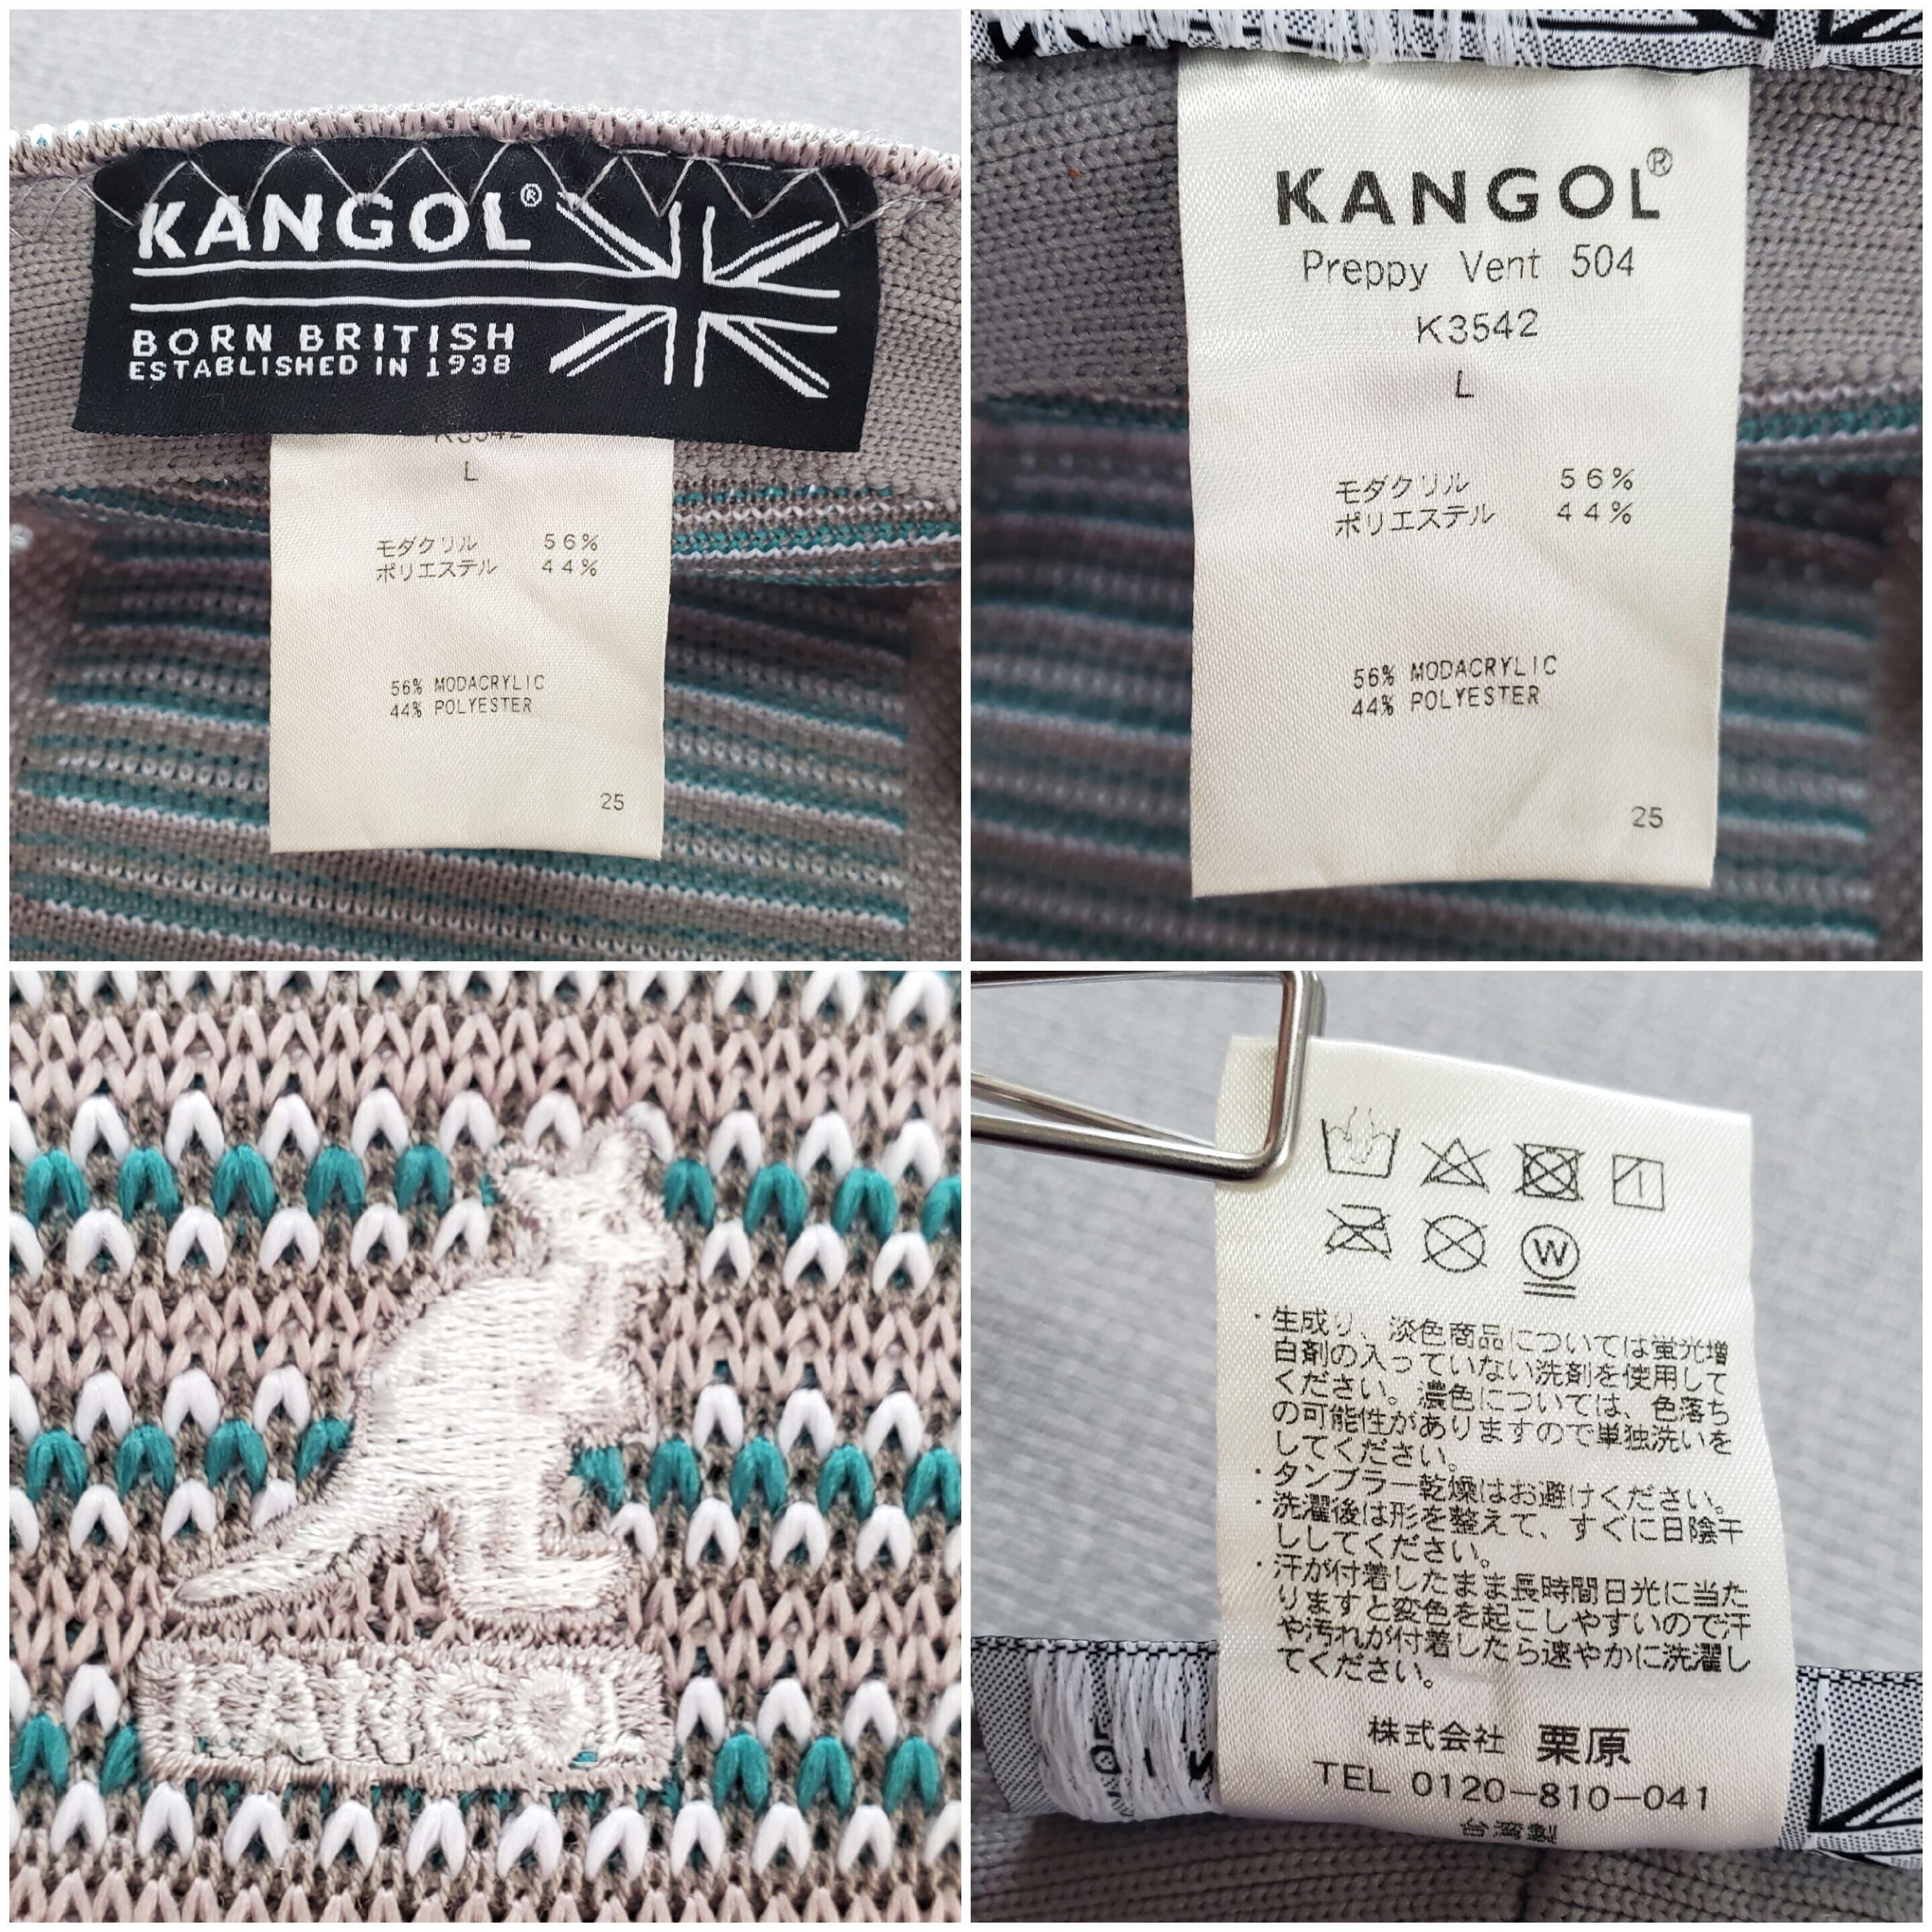 KANGOL®
BORN BRITISH
ESTABLISHED IN 1938
K3542
L
モダクリル 56%
ポリエステル 44%
56% MODACRYLIC
44% POLYESTER
25
KANGOL®
Preppy Vent 504
K3542
L
モダクリル 56%
ポリエステル 44%
56% MODACRYLIC
44% POLYESTER
25
KANGOL
W
・生成り、淡色商品については蛍光増
白剤の入っていない洗剤を使用して
ください。濃色については、色落ち
の可能性がありますので単独洗いを
してください。
・タンブラー乾燥はお避けください。
・洗濯後は形を整えて、すぐに日陰干
ししてください。
・汗が付着したまま長時間日光に当た
りますと変色を起こしやすいので汗
や汚れが付着したら速やかに洗濯し
てください。
株式会社 栗原
TEL 0120-810-041